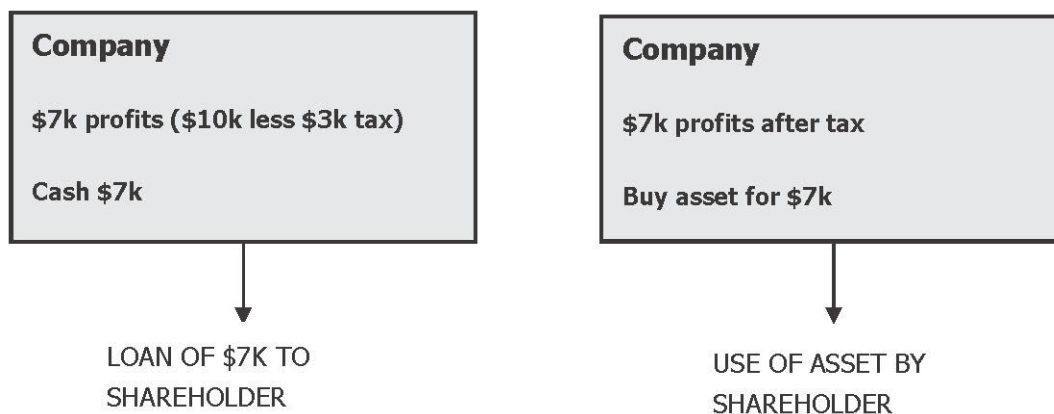 Company
$7k profits ($10k less $3k tax)
Cash $7k
LOAN OF $7K TO
SHAREHOLDER
Company
$7k profits after tax
Buy asset for $7k
USE OF ASSET BY
SHAREHOLDER